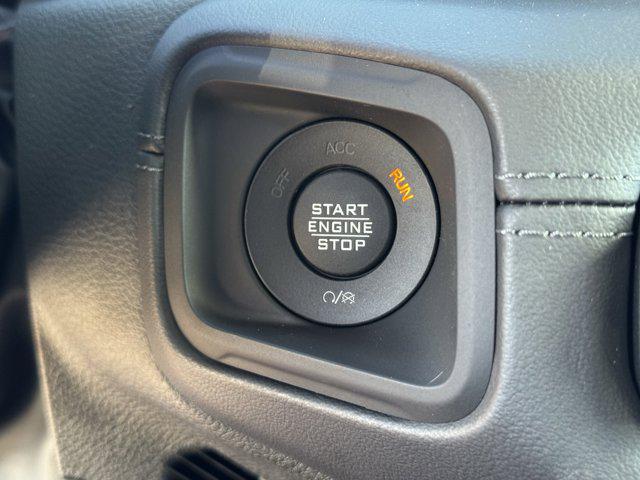 ACC
OFF
RUN
START
ENGINE
STOP